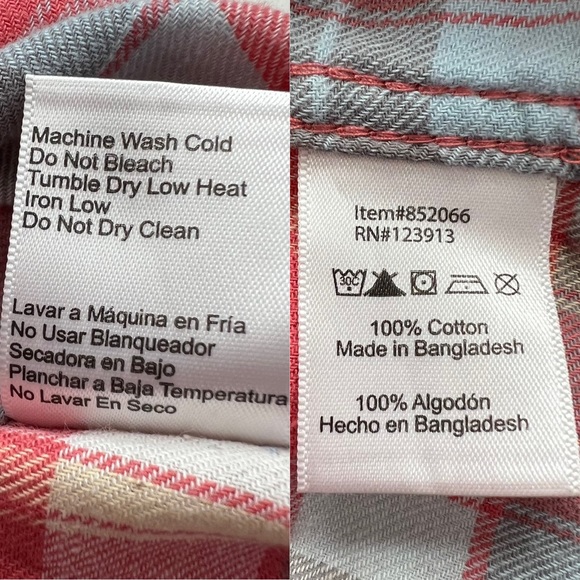 Machine Wash Cold
Do Not Bleach
Tumble Dry Low Heat
Iron Low
Do Not Dry Clean
Lavar a Máquina en Fría
No Usar Blanqueador
Secadora en Bajo
Planchar a Baja Temperatura
No Lavar En Seco
Item#852066
RN#123913
30C
100% Cotton
Made in Bangladesh
100% Algodón
Hecho en Bangladesh